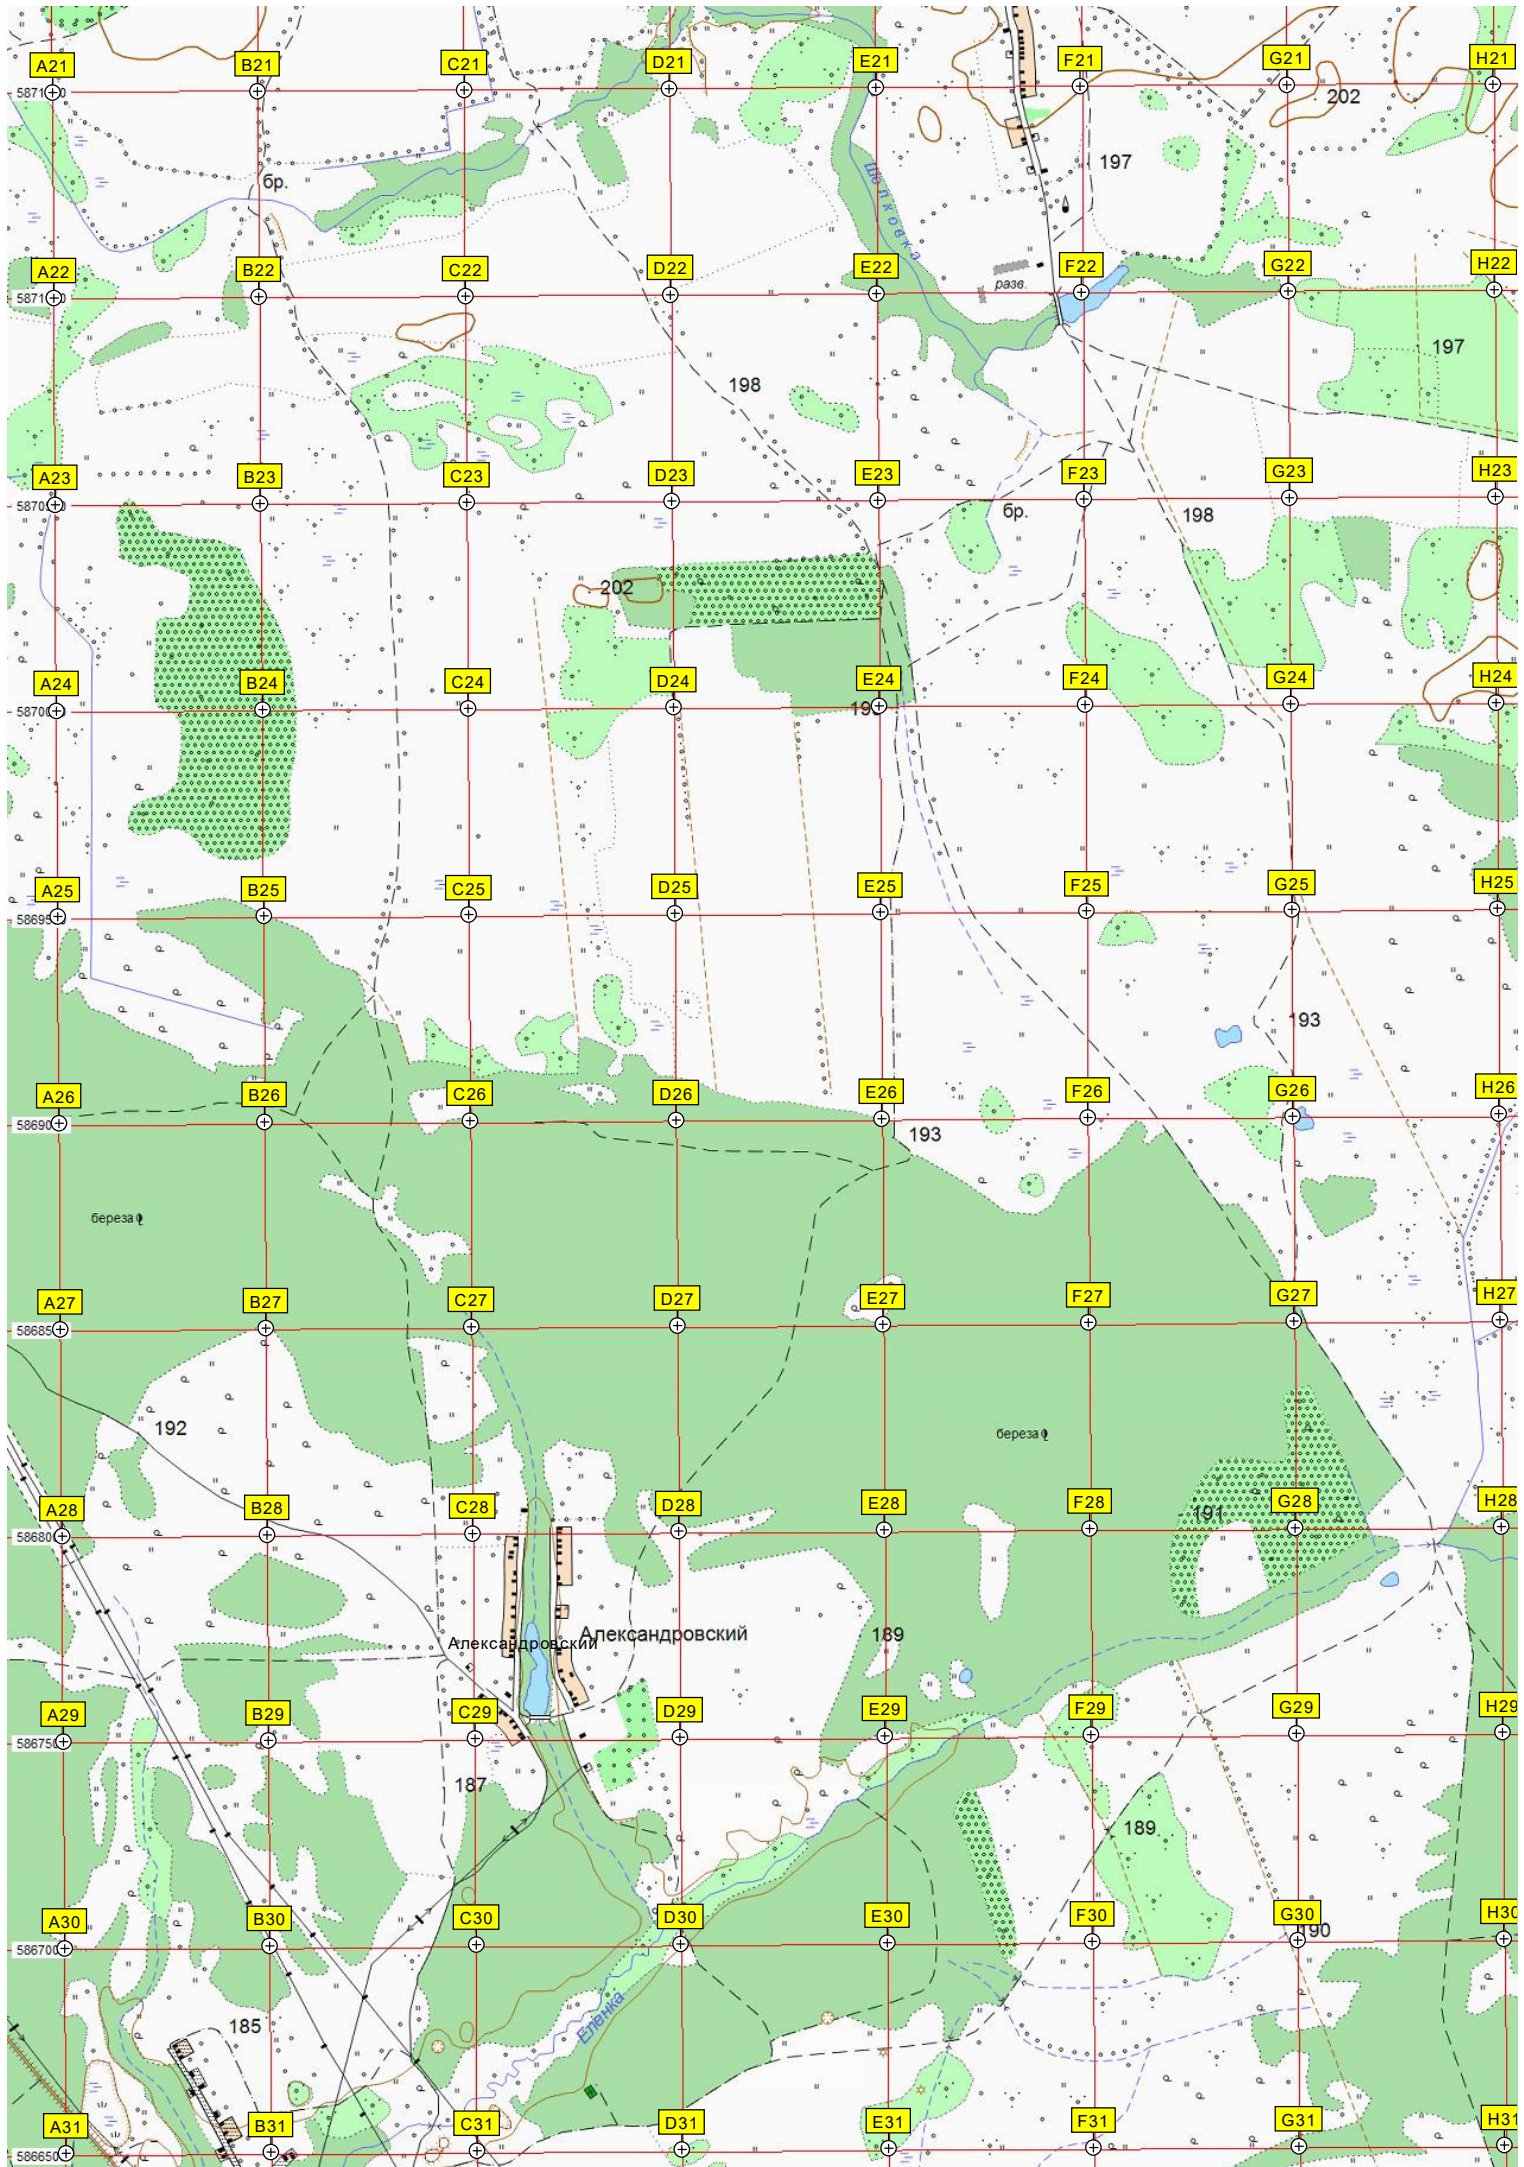 A21 B21 C21 D21 E21 F21 G21 H21
202
197
бр.
Шопковка
A22 B22 C22 D22 E22 F22 G22 H22
разв.
197
198
A23 B23 C23 D23 E23 F23 G23 H23
бр.
198
202
A24 B24 C24 D24 E24 F24 G24 H24
A25 B25 C25 D25 E25 F25 G25 H25
193
A26 B26 C26 D26 E26 F26 G26 H26
193
береза
A27 B27 C27 D27 E27 F27 G27 H27
192
береза
A28 B28 C28 D28 E28 F28 G28 H28
191
Александровский
Александровский
189
A29 B29 C29 D29 E29 F29 G29 H29
187
189
A30 B30 C30 D30 E30 F30 G30 H30
190
185
Еленка
A31 B31 C31 D31 E31 F31 G31 H31